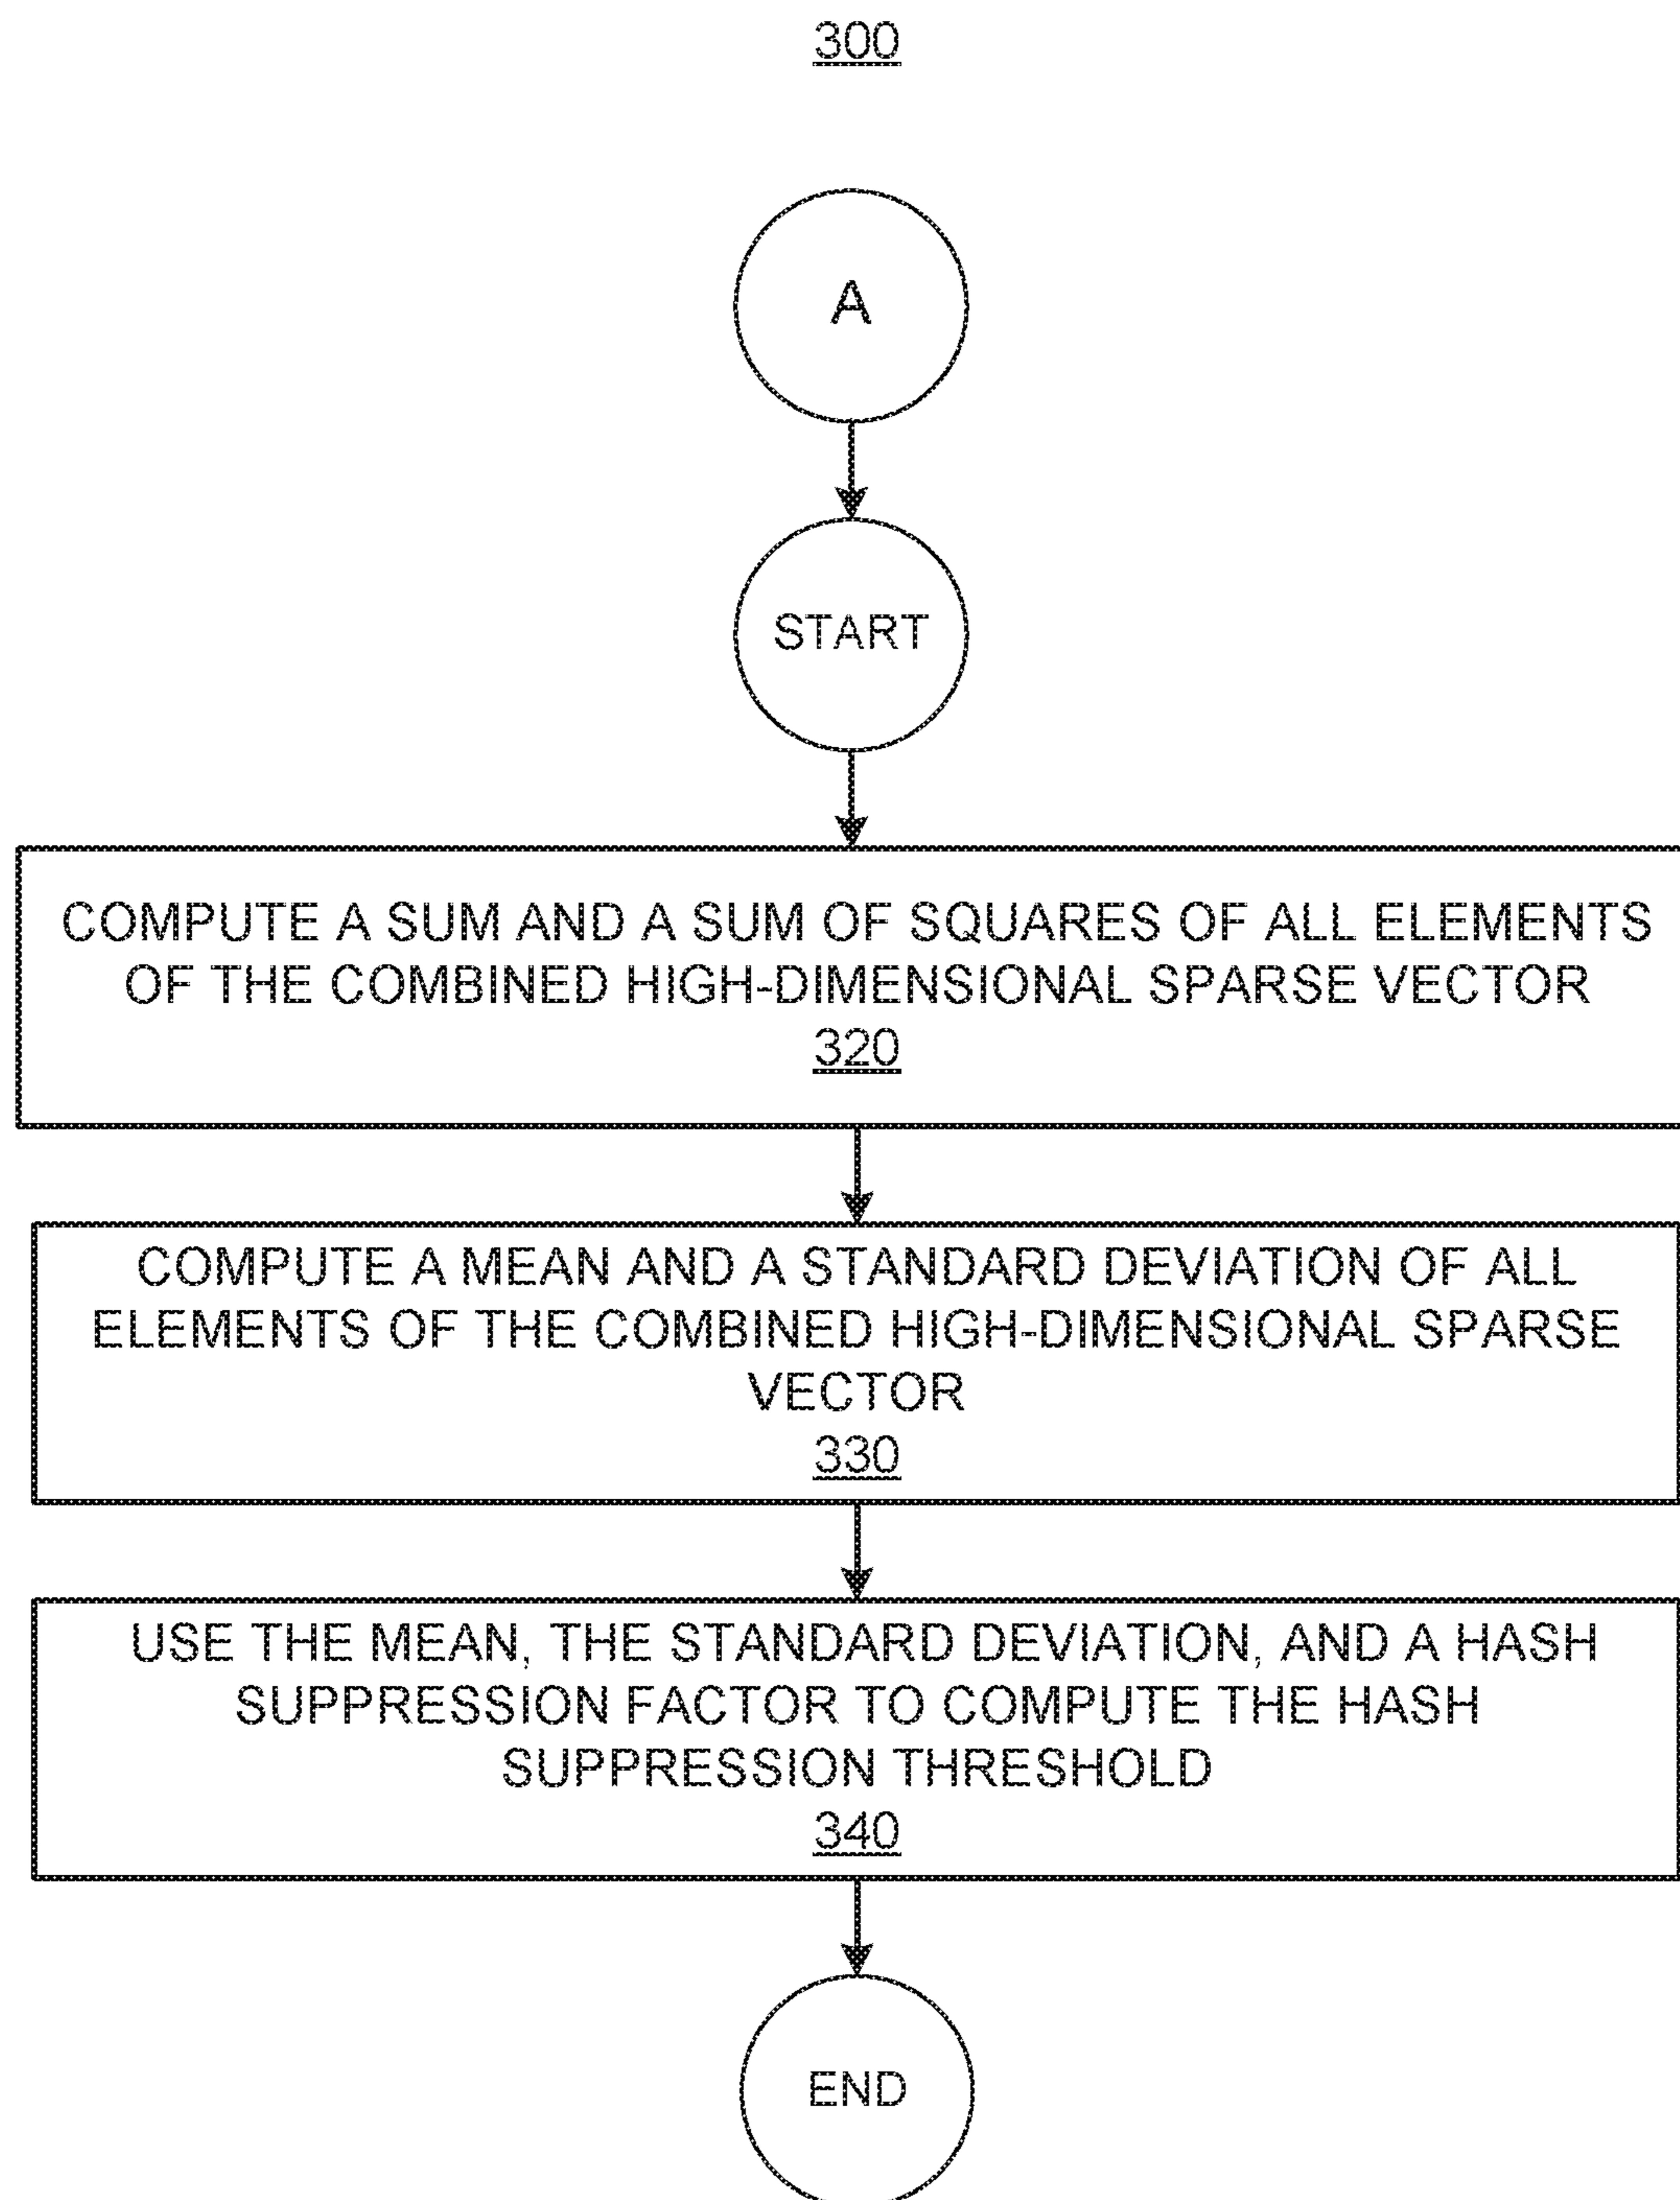 300
A
START
COMPUTE A SUM AND A SUM OF SQUARES OF ALL ELEMENTS
OF THE COMBINED HIGH-DIMENSIONAL SPARSE VECTOR
320
COMPUTE A MEAN AND A STANDARD DEVIATION OF ALL
ELEMENTS OF THE COMBINED HIGH-DIMENSIONAL SPARSE
VECTOR
330
USE THE MEAN, THE STANDARD DEVIATION, AND A HASH
SUPPRESSION FACTOR TO COMPUTE THE HASH
SUPPRESSION THRESHOLD
340
END